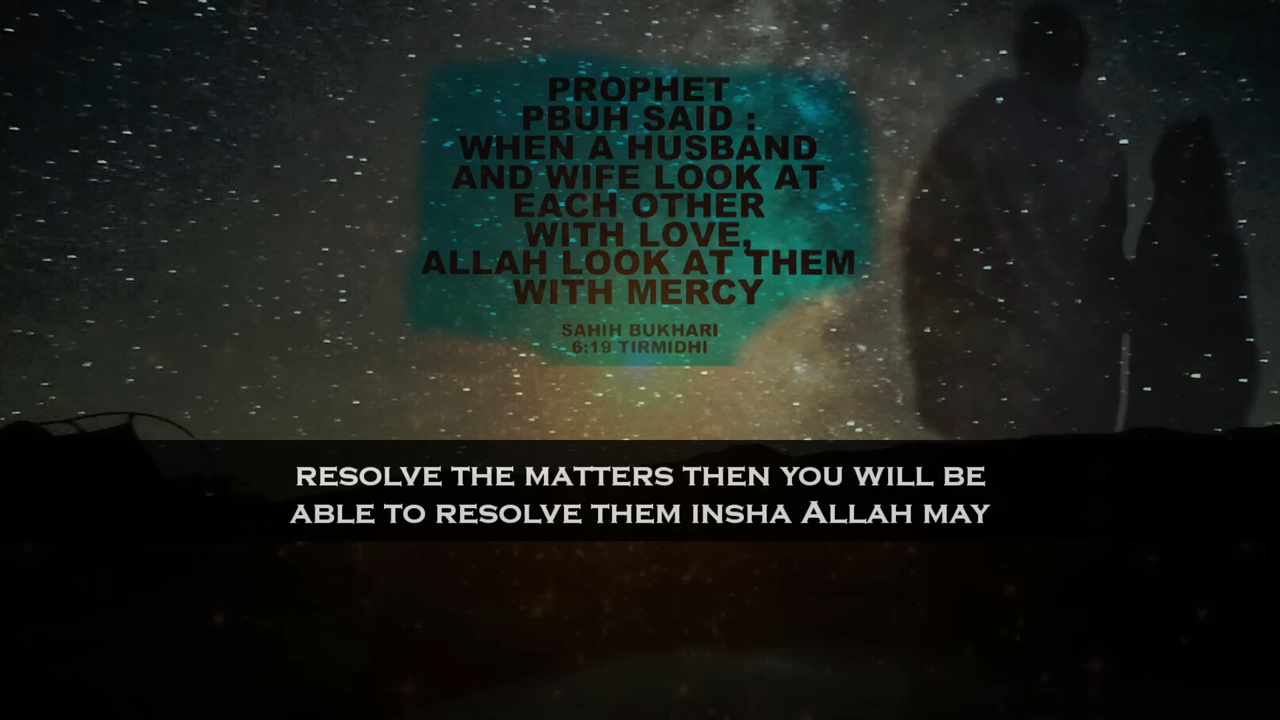 PROPHET
PBUH SAID :
WHEN A HUSBAND
AND WIFE LOOK AT
EACH OTHER
WITH LOVE,
ALLAH LOOK AT THEM
WITH MERCY
SAHIH BUKHARI
6:19 TIRMIDHI
RESOLVE THE MATTERS THEN YOU WILL BE
ABLE TO RESOLVE THEM INSHA ALLAH MAY